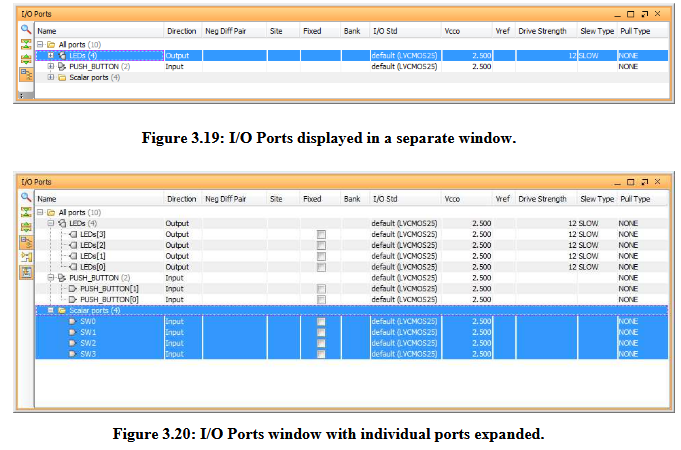 I/O Ports
Name Direction Neg Diff Pair Site Fixed Bank I/O Std Vcco Vref Drive Strength Slew Type Pull Type
All ports (10)
LEDs (4) Output default (LVCMOS25) 2.500 12 SLOW NONE
PUSH_BUTTON (2) Input default (LVCMOS25) 2.500 NONE
Scalar ports (4)
Figure 3.19: I/O Ports displayed in a separate window.
I/O Ports
Name Direction Neg Diff Pair Site Fixed Bank I/O Std Vcco Vref Drive Strength Slew Type Pull Type
All ports (10)
LEDs (4) Output default (LVCMOS25) 2.500 12 SLOW NONE
LEDs[3] Output default (LVCMOS25) 2.500 12 SLOW NONE
LEDs[2] Output default (LVCMOS25) 2.500 12 SLOW NONE
LEDs[1] Output default (LVCMOS25) 2.500 12 SLOW NONE
LEDs[0] Output default (LVCMOS25) 2.500 12 SLOW NONE
PUSH_BUTTON (2) Input default (LVCMOS25) 2.500 NONE
PUSH_BUTTON[1] Input default (LVCMOS25) 2.500 NONE
PUSH_BUTTON[0] Input default (LVCMOS25) 2.500 NONE
Scalar ports (4)
SW0 Input default (LVCMOS25) 2.500 NONE
SW1 Input default (LVCMOS25) 2.500 NONE
SW2 Input default (LVCMOS25) 2.500 NONE
SW3 Input default (LVCMOS25) 2.500 NONE
Figure 3.20: I/O Ports window with individual ports expanded.